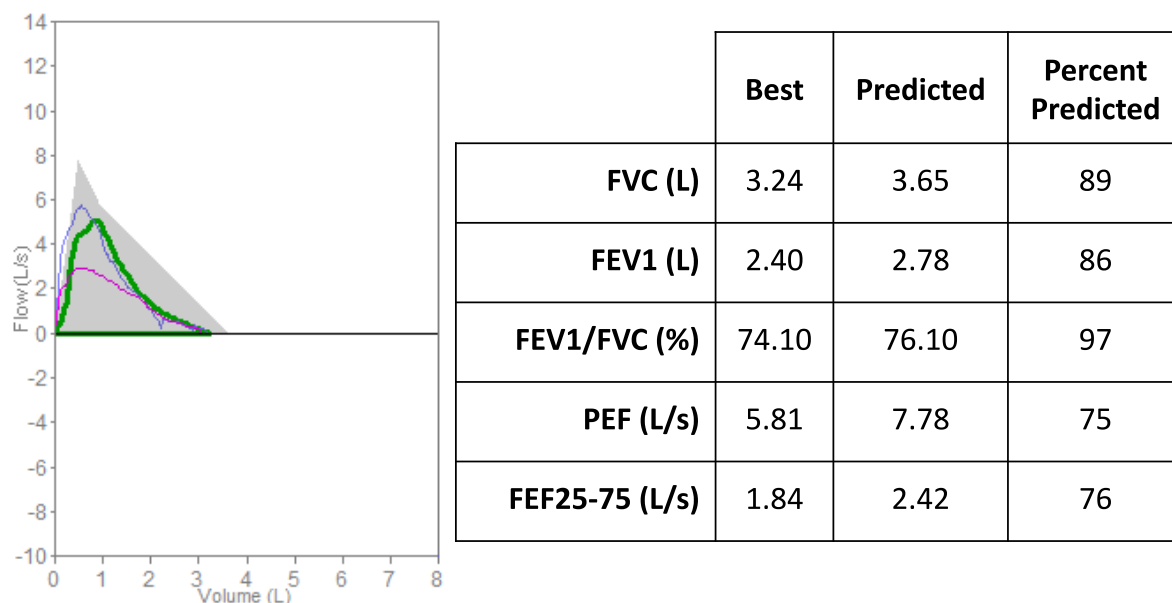 14
12
10
8
6
4
2
0
-2
-4
-6
-8
-10
Flow (L/s)
0 1 2 3 4 5 6 7 8
Volume (L)
Best Predicted Percent
Predicted
FVC (L) 3.24 3.65 89
FEV1 (L) 2.40 2.78 86
FEV1/FVC (%) 74.10 76.10 97
PEF (L/s) 5.81 7.78 75
FEF25-75 (L/s) 1.84 2.42 76